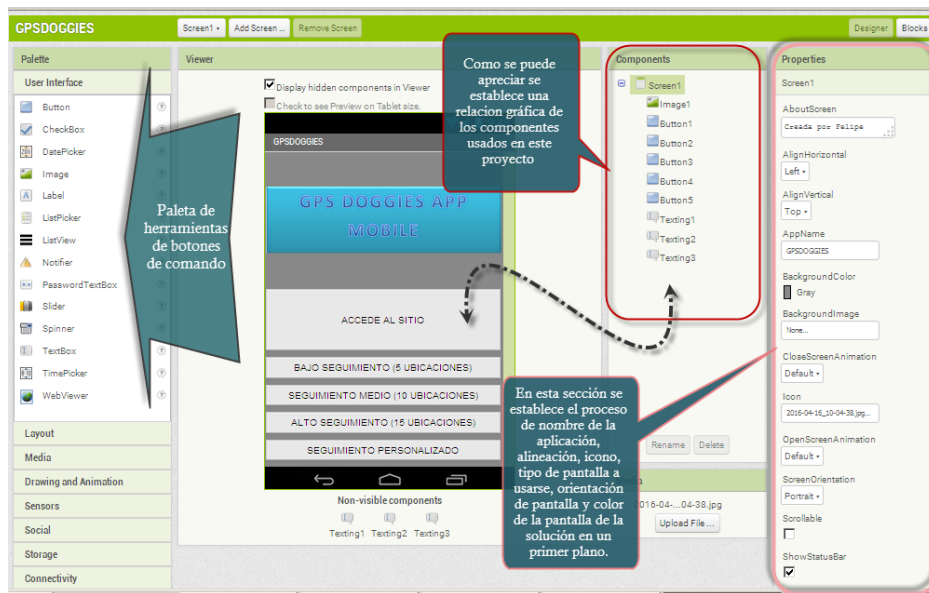 GPSDOGGIES
Screen1
Add Screen ...
Remove Screen
Designer
Blocks
Palette
User Interface
Button
CheckBox
DatePicker
Image
Label
ListPicker
ListView
Notifier
PasswordTextBox
Slider
Spinner
TextBox
TimePicker
WebViewer
Layout
Media
Drawing and Animation
Sensors
Social
Storage
Connectivity
Paleta de
herramientas
de botones
de comando
Viewer
Display hidden components in Viewer
Check to see Preview on Tablet size.
GPSDOGGIES
GPS DOGGIES APP
MOBILE
ACCEDE AL SITIO
BAJO SEGUIMIENTO (5 UBICACIONES)
SEGUIMIENTO MEDIO (10 UBICACIONES)
ALTO SEGUIMIENTO (15 UBICACIONES)
SEGUIMIENTO PERSONALIZADO
Non-visible components
Texting1 Texting2 Texting3
Como se puede
apreciar se
establece una
relacion gráfica de
los componentes
usados en este
proyecto
Components
Screen1
Image1
Button1
Button2
Button3
Button4
Button5
Texting1
Texting2
Texting3
Rename
Delete
2016-04-...04-38.jpg
Upload File ...
En esta sección se
establece el proceso
de nombre de la
aplicación,
alineación, icono,
tipo de pantalla a
usarse, orientación
de pantalla y color
de la pantalla de la
solución en un
primer plano.
Properties
Screen1
AboutScreen
Creada por Felipe
AlignHorizontal
Left
AlignVertical
Top
AppName
GPSDOGGIES
BackgroundColor
Gray
BackgroundImage
None...
CloseScreenAnimation
Default
Icon
2016-04-16_10-04-38.jpg...
OpenScreenAnimation
Default
ScreenOrientation
Portrait
Scrollable
ShowStatusBar